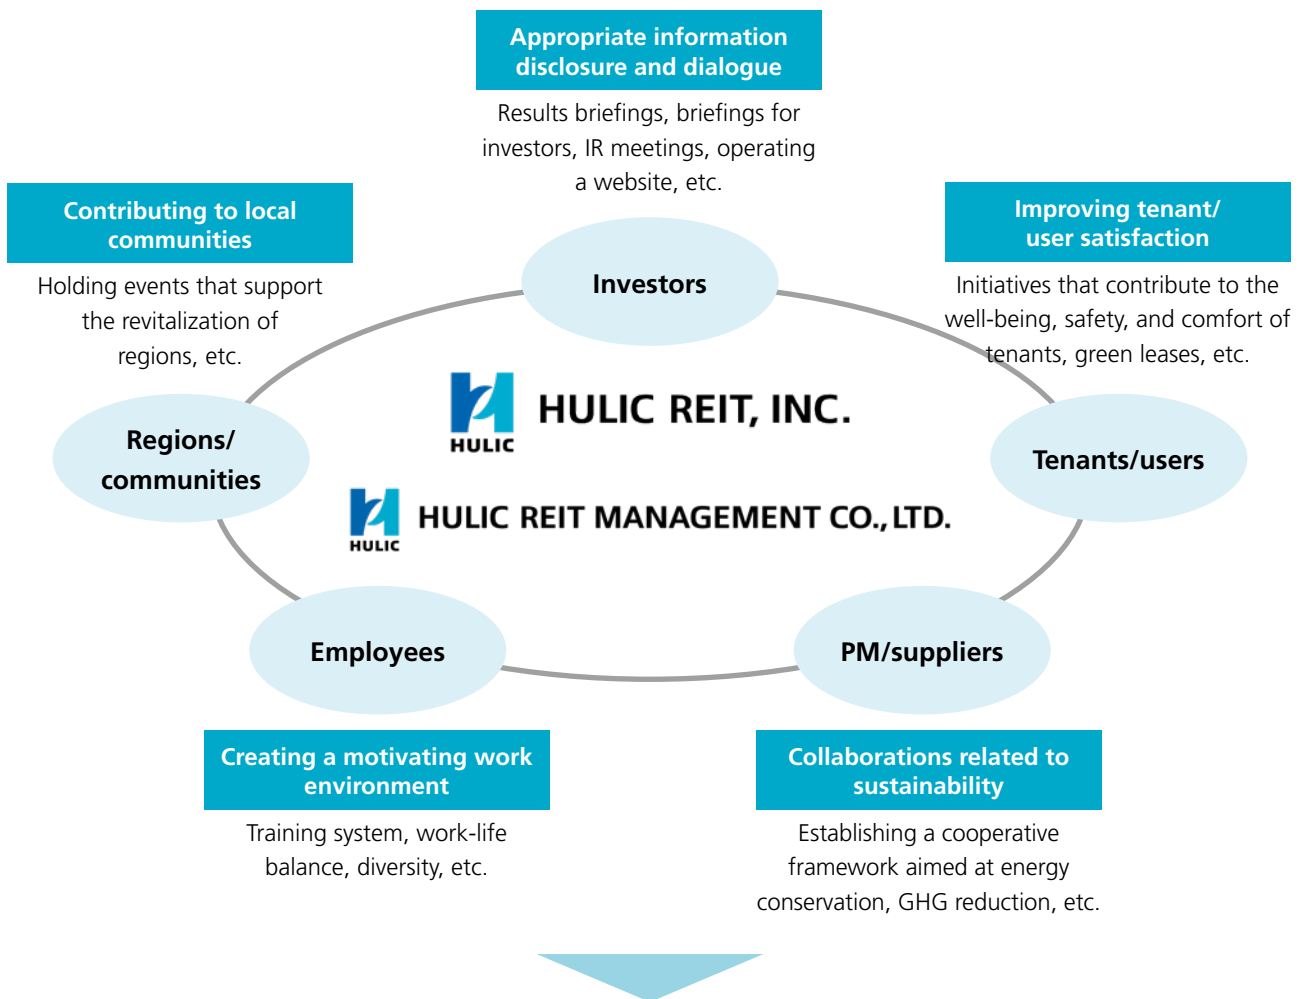 Appropriate information
disclosure and dialogue
Results briefings, briefings for
investors, IR meetings, operating
a website, etc.
Contributing to local
communities
Holding events that support
the revitalization of
regions, etc.
Improving tenant/
user satisfaction
Initiatives that contribute to the
well-being, safety, and comfort of
tenants, green leases, etc.
Investors
HULIC
HULIC REIT, INC.
Regions/
communities
Tenants/users
HULIC
HULIC REIT MANAGEMENT CO., LTD.
Employees
PM/suppliers
Creating a motivating work
environment
Training system, work-life
balance, diversity, etc.
Collaborations related to
sustainability
Establishing a cooperative
framework aimed at energy
conservation, GHG reduction, etc.